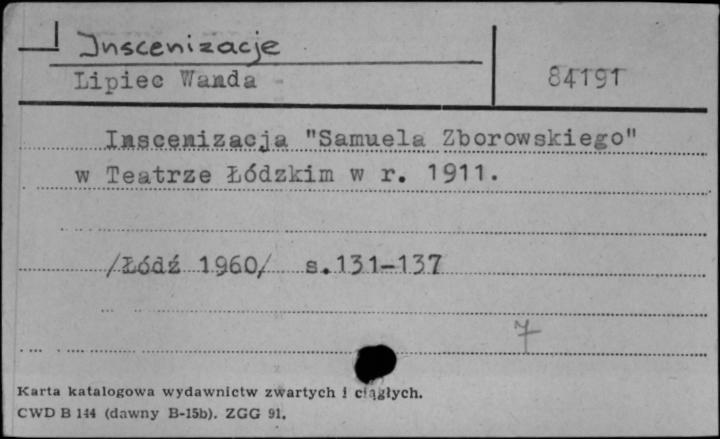 Inscenizacje
Lipiec Wanda
84191
Inscenizacja "Samuela Zborowskiego"
w Teatrze Łódzkim w r. 1911.
/Łódź 1960/ s.131-137
7
Karta katalogowa wydawnictw zwartych i ciągłych.
CWD B 144 (dawny B-15b). ZGG 91.